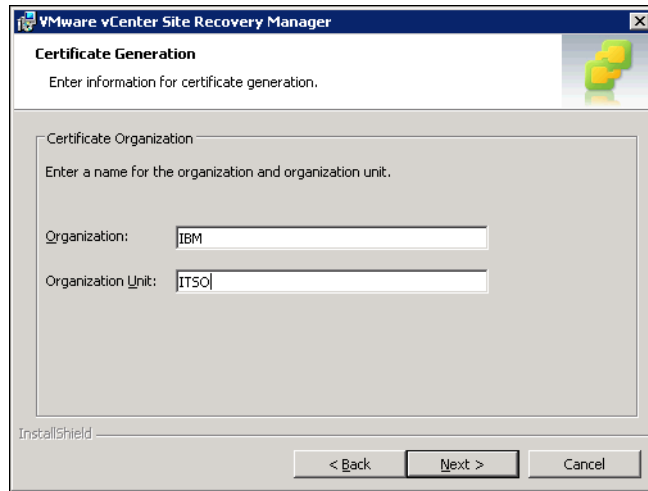 VMware vCenter Site Recovery Manager
Certificate Generation
Enter information for certificate generation.
Certificate Organization
Enter a name for the organization and organization unit.
Organization: IBM
Organization Unit: ITSO
InstallShield
< Back Next > Cancel